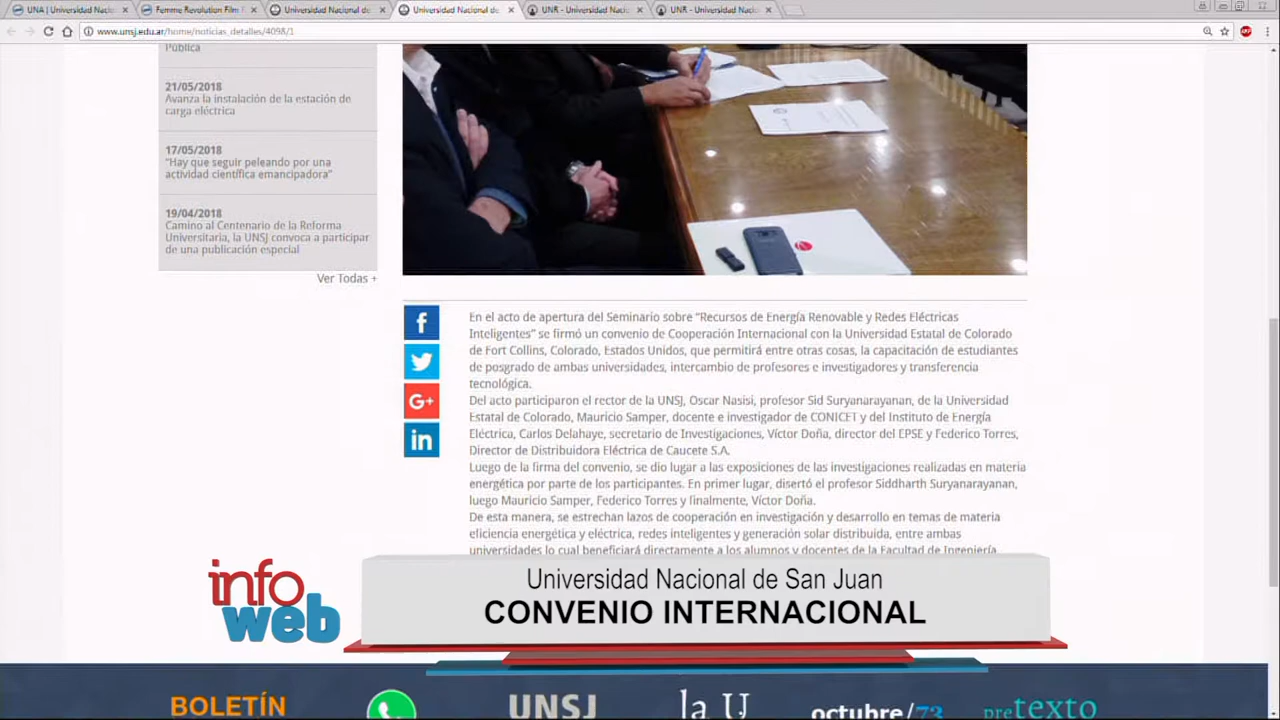 UNA | Universidad Nacio
Femme Revolution Film F
Universidad Nacional de
Universidad Nacional de
UNR - Universidad Nacio
UNR - Universidad Nacio
www.unsj.edu.ar/home/noticias_detalles/4098/1
Pública
21/05/2018
Avanza la instalación de la estación de
carga eléctrica
17/05/2018
“Hay que seguir peleando por una
actividad científica emancipadora”
19/04/2018
Camino al Centenario de la Reforma
Universitaria, la UNSJ convoca a participar
de una publicación especial
Ver Todas +
En el acto de apertura del Seminario sobre “Recursos de Energía Renovable y Redes Eléctricas
Inteligentes” se firmó un convenio de Cooperación Internacional con la Universidad Estatal de Colorado
de Fort Collins, Colorado, Estados Unidos, que permitirá entre otras cosas, la capacitación de estudiantes
de posgrado de ambas universidades, intercambio de profesores e investigadores y transferencia
tecnológica.
Del acto participaron el rector de la UNSJ, Oscar Nasisi, profesor Sid Suryanarayanan, de la Universidad
Estatal de Colorado, Mauricio Samper, docente e investigador de CONICET y del Instituto de Energía
Eléctrica, Carlos Delahaye, secretario de Investigaciones, Víctor Doña, director del EPSE y Federico Torres,
Director de Distribuidora Eléctrica de Caucete S.A.
Luego de la firma del convenio, se dio lugar a las exposiciones de las investigaciones realizadas en materia
energética por parte de los participantes. En primer lugar, disertó el profesor Siddharth Suryanarayanan,
luego Mauricio Samper, Federico Torres y finalmente, Víctor Doña.
De esta manera, se estrechan lazos de cooperación en investigación y desarrollo en temas de materia
eficiencia energética y eléctrica, redes inteligentes y generación solar distribuida, entre ambas
universidades lo cual beneficiará directamente a los alumnos y docentes de la Facultad de Ingeniería
info
web
Universidad Nacional de San Juan
CONVENIO INTERNACIONAL
BOLETÍN
UNSJ
la U
octubre/73
pretexto